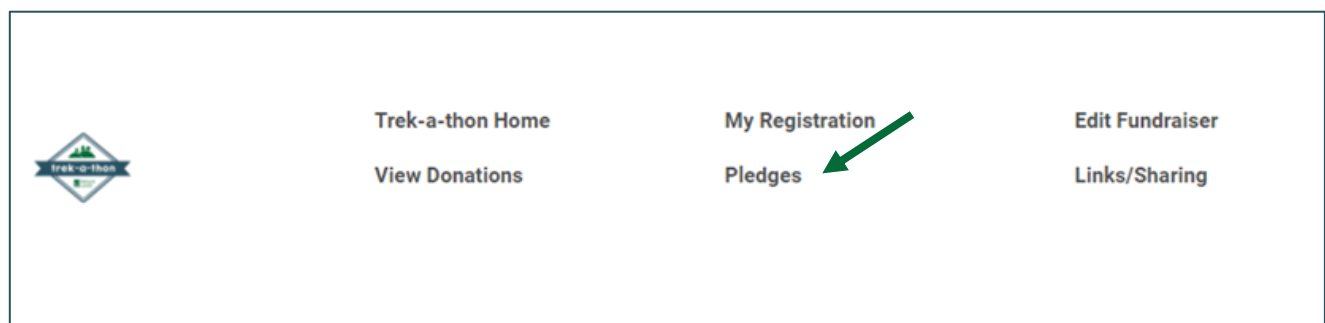 Trek-a-thon Home My Registration Edit Fundraiser
trek-a-thon
View Donations Pledges Links/Sharing